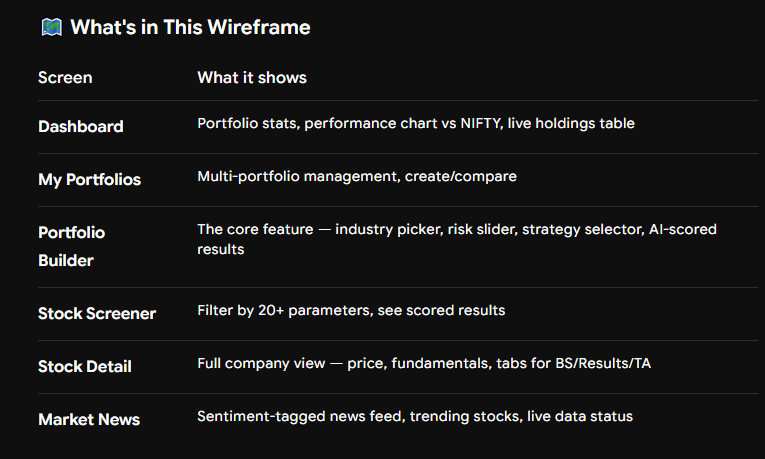 What's in This Wireframe
Screen What it shows
Dashboard Portfolio stats, performance chart vs NIFTY, live holdings table
My Portfolios Multi-portfolio management, create/compare
Portfolio Builder The core feature — industry picker, risk slider, strategy selector, AI-scored
results
Stock Screener Filter by 20+ parameters, see scored results
Stock Detail Full company view — price, fundamentals, tabs for BS/Results/TA
Market News Sentiment-tagged news feed, trending stocks, live data status